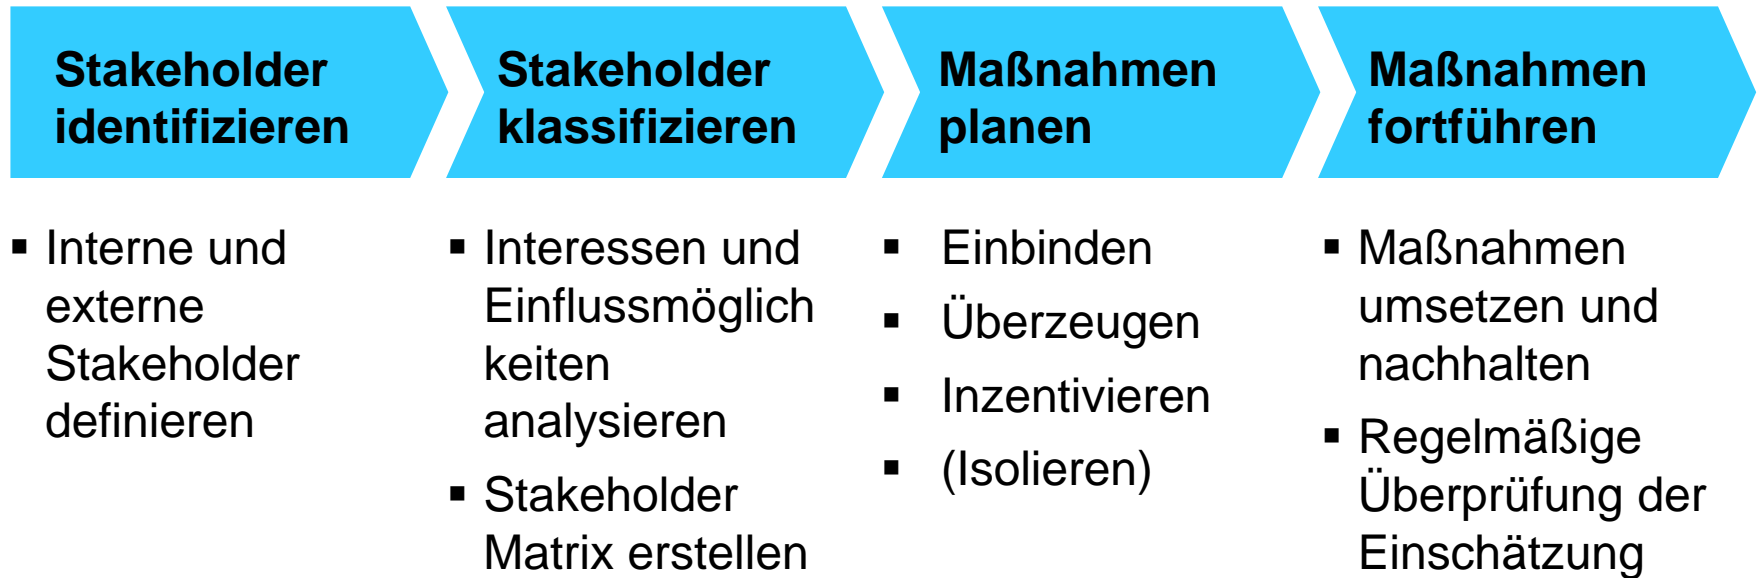 Stakeholder
identifizieren
Stakeholder
klassifizieren
Maßnahmen
planen
Maßnahmen
fortführen
▪ Interne und
externe
Stakeholder
definieren
▪ Interessen und
Einflussmöglich
keiten
analysieren
▪ Stakeholder
Matrix erstellen
▪ Einbinden
▪ Überzeugen
▪ Inzentivieren
▪ (Isolieren)
▪ Maßnahmen
umsetzen und
nachhalten
▪ Regelmäßige
Überprüfung der
Einschätzung